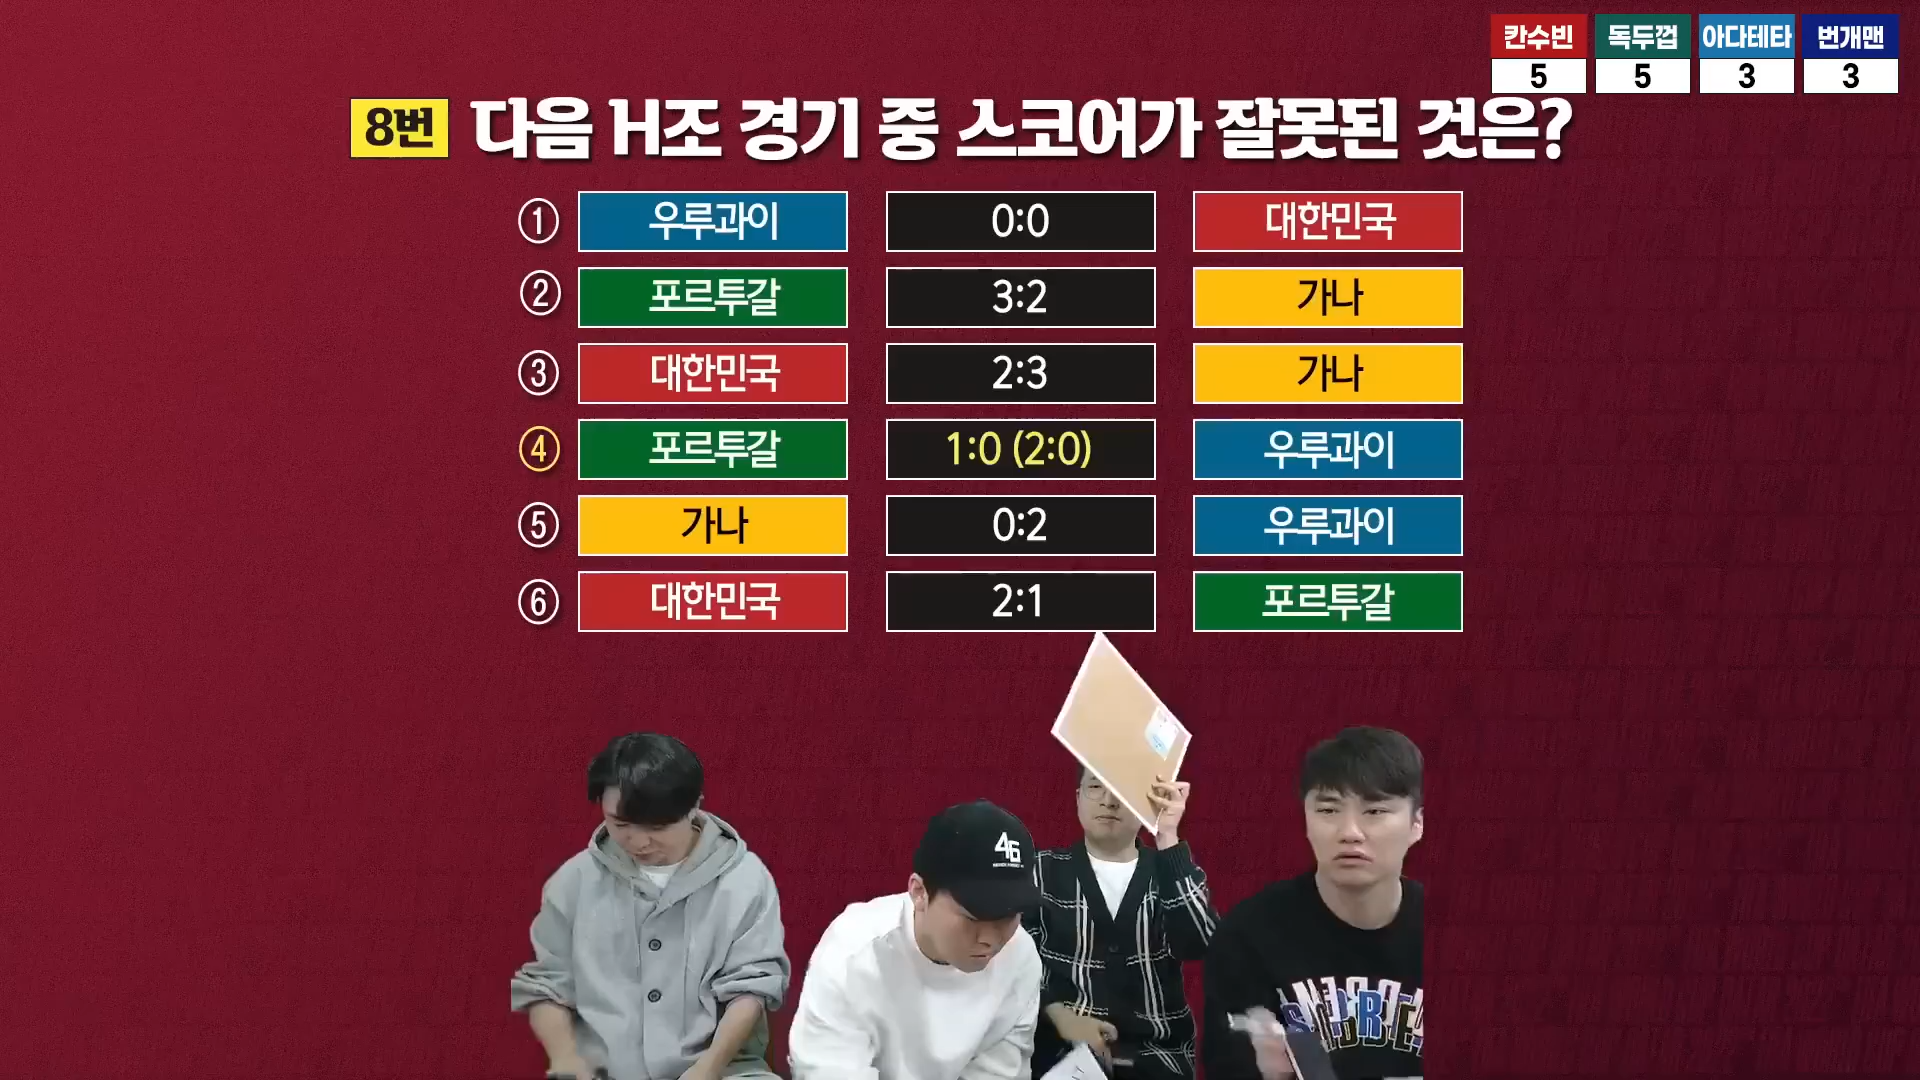 칸수빈 독두껍 아다테타 번개맨
5 5 3 3
8번 다음 H조 경기 중 스코어가 잘못된 것은?
① 우루과이 0:0 대한민국
② 포르투갈 3:2 가나
③ 대한민국 2:3 가나
④ 포르투갈 1:0 (2:0) 우루과이
⑤ 가나 0:2 우루과이
⑥ 대한민국 2:1 포르투갈
46